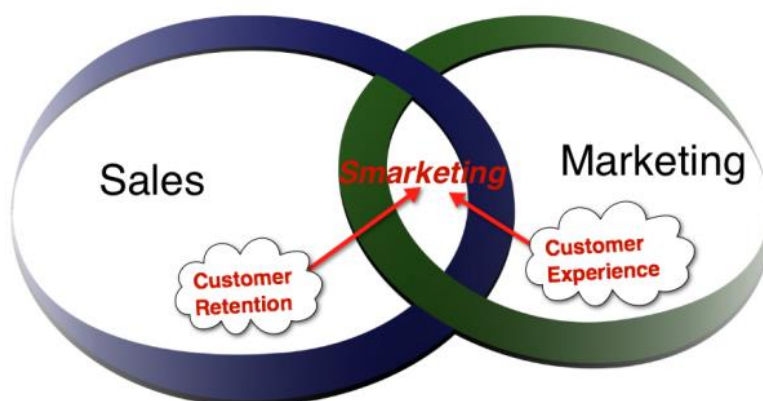 Sales
Smarketing
Marketing
Customer
Retention
Customer
Experience